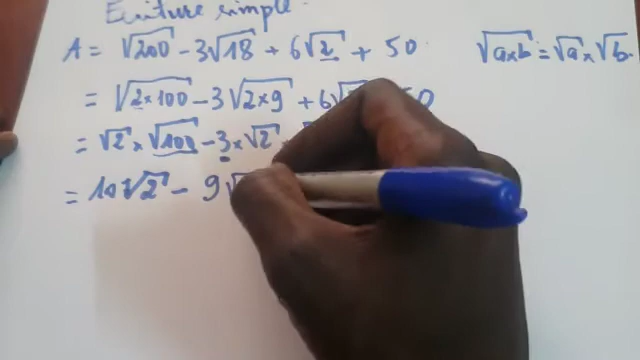 Ecriture simple
A = √200 - 3√18 + 6√2 + 50 √a×b = √a × √b
= √2×100 - 3√2×9 + 6√ 50
= √2 × √100 - 3 × √2
= 10√2 - 9√